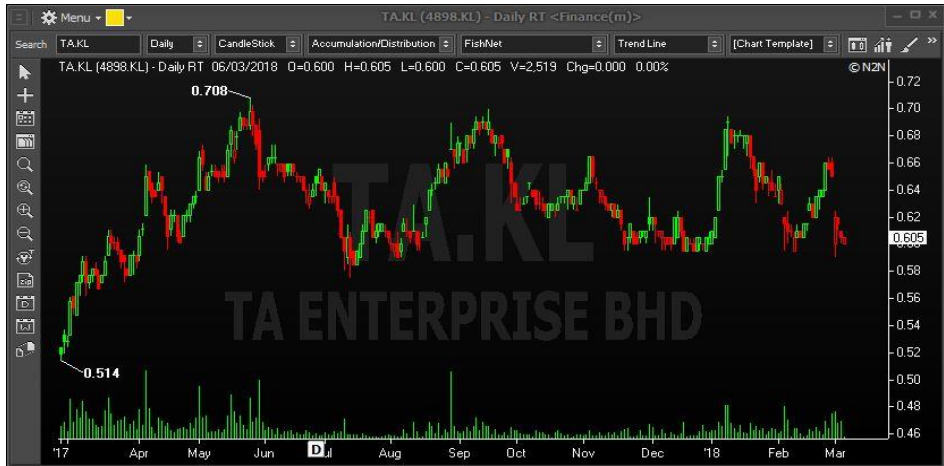 Menu
TA.KL (4898.KL) - Daily RT <Finance(m)>
Search TA.KL Daily CandleStick Accumulation/Distribution FishNet Trend Line [Chart Template] »
TA.KL (4898.KL) - Daily RT 06/03/2018 O=0.600 H=0.605 L=0.600 C=0.605 V=2,519 Chg=0.000 0.00% © N2N
0.72
0.708
0.70
0.68
0.66
0.64
0.62
0.605
0.58
0.56
0.54
0.52
0.50
0.48
0.46
TA.KL
TA ENTERPRISE BHD
0.514
'17 Apr May Jun D Aug Sep Oct Nov Dec '18 Feb Mar